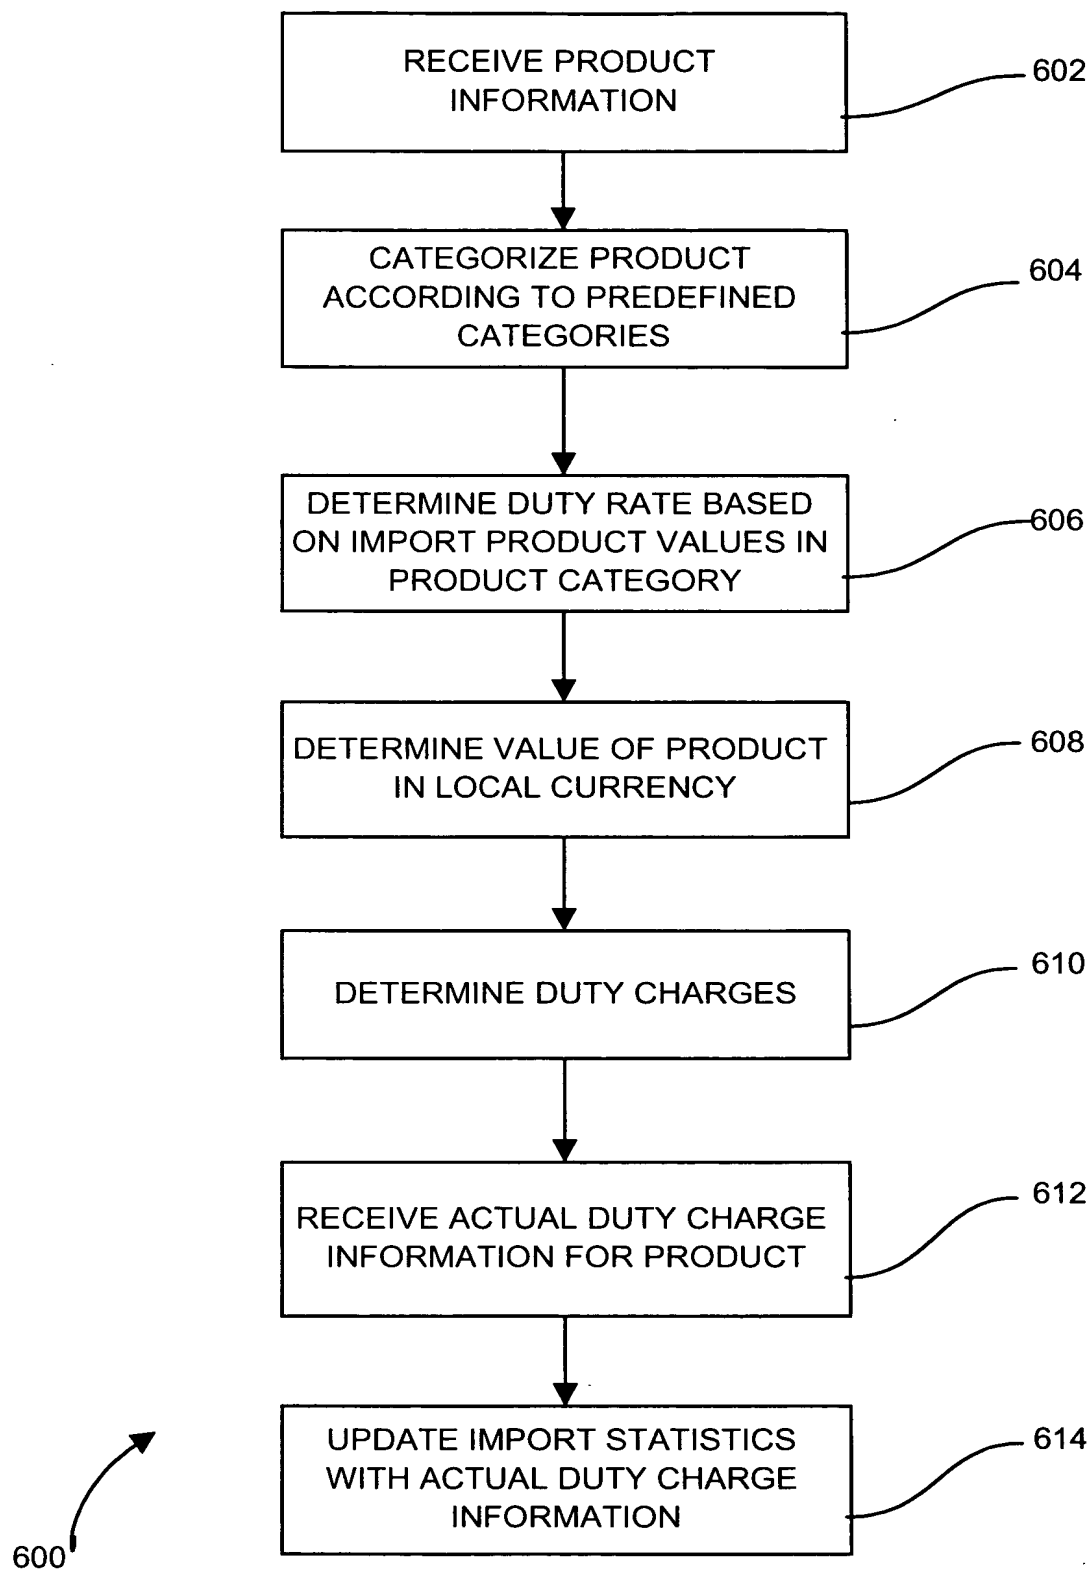 RECEIVE PRODUCT
INFORMATION
602
CATEGORIZE PRODUCT
ACCORDING TO PREDEFINED
CATEGORIES
604
DETERMINE DUTY RATE BASED
ON IMPORT PRODUCT VALUES IN
PRODUCT CATEGORY
606
DETERMINE VALUE OF PRODUCT
IN LOCAL CURRENCY
608
DETERMINE DUTY CHARGES
610
RECEIVE ACTUAL DUTY CHARGE
INFORMATION FOR PRODUCT
612
UPDATE IMPORT STATISTICS
WITH ACTUAL DUTY CHARGE
INFORMATION
614
600